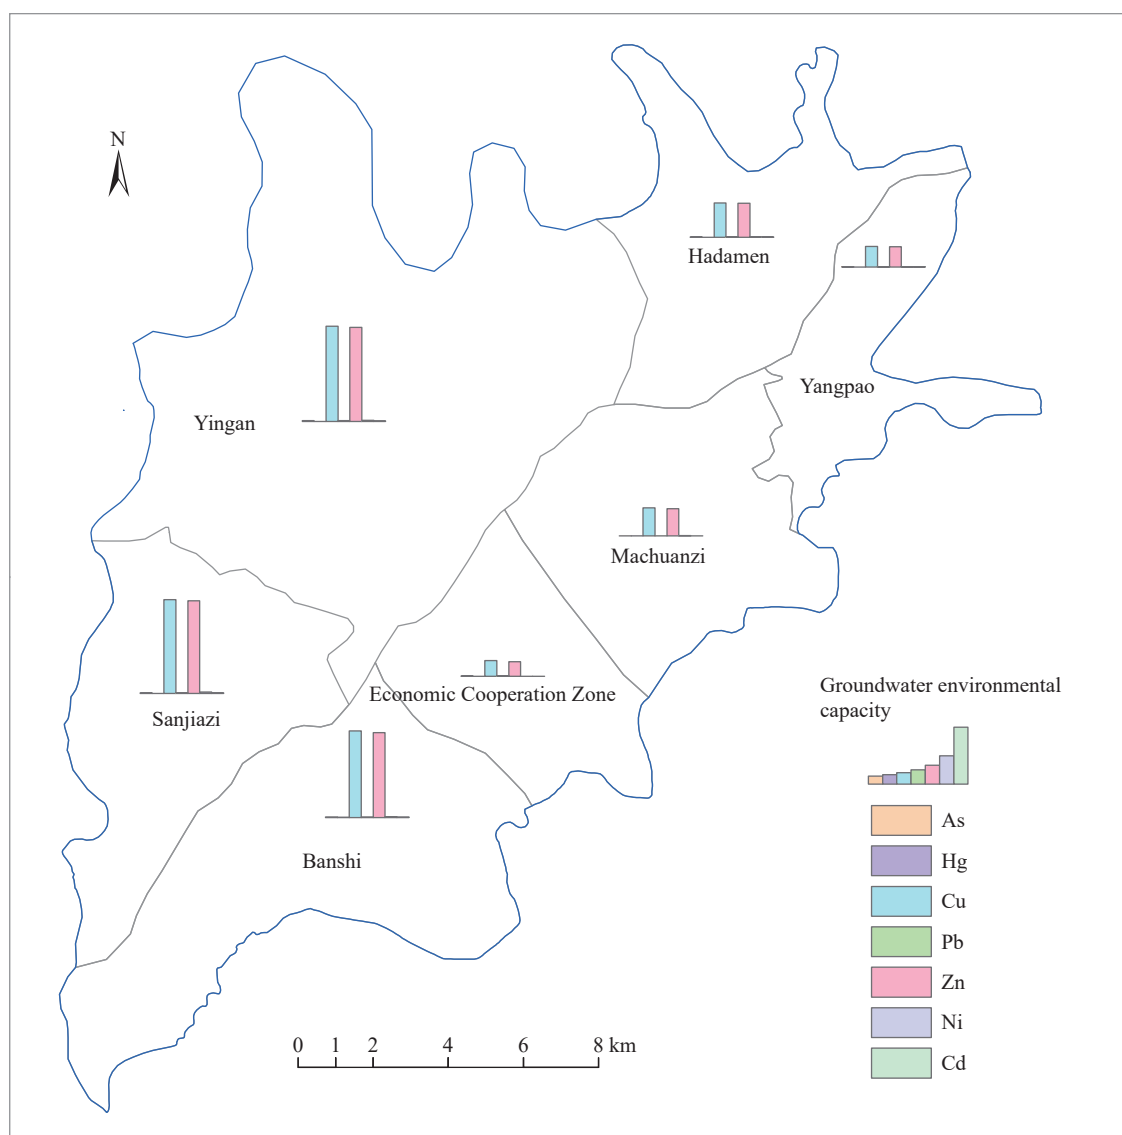 N
Hadamen
Yangpao
Yingan
Machuanzi
Economic Cooperation Zone
Sanjiazi
Banshi
Groundwater environmental
capacity
As
Hg
Cu
Pb
Zn
Ni
Cd
0 1 2 4 6 8 km